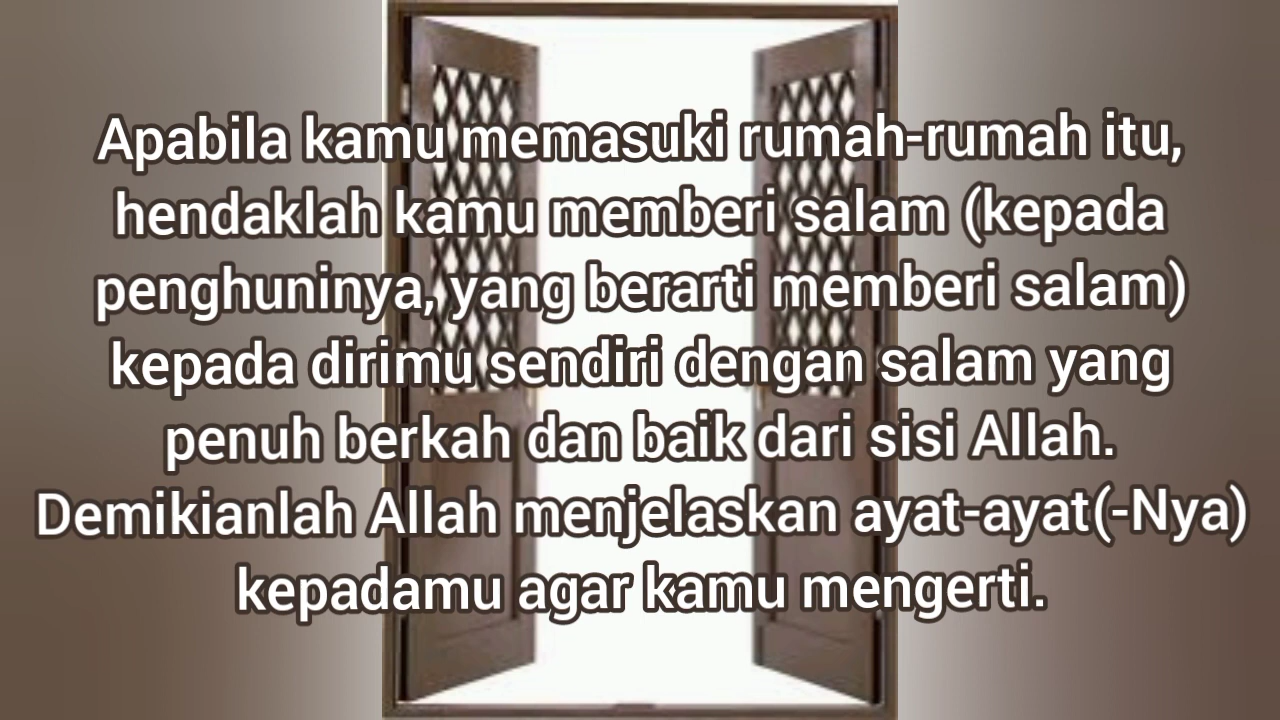 Apabila kamu memasuki rumah-rumah itu,
hendaklah kamu memberi salam (kepada
penghuninya, yang berarti memberi salam)
kepada dirimu sendiri dengan salam yang
penuh berkah dan baik dari sisi Allah.
Demikianlah Allah menjelaskan ayat-ayat(-Nya)
kepadamu agar kamu mengerti.